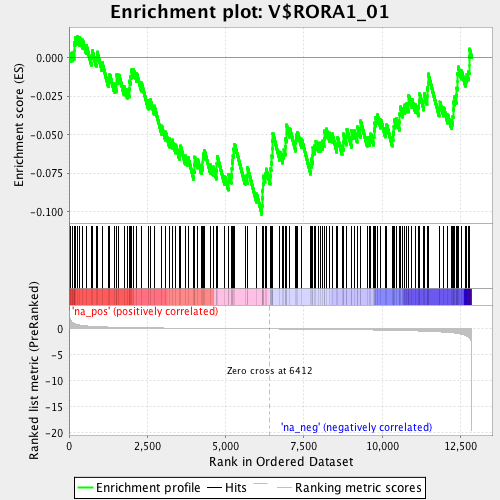 Enrichment plot: V$RORA1_01
Enrichment score (ES)
0.000
-0.025
-0.050
-0.075
-0.100
'na_pos' (positively correlated)
Ranked list metric (PreRanked)
0
-5
-10
-15
-20
Zero cross at 6412
'na_neg' (negatively correlated)
0
2,500
5,000
7,500
10,000
12,500
Rank in Ordered Dataset
Enrichment profile
Hits
Ranking metric scores